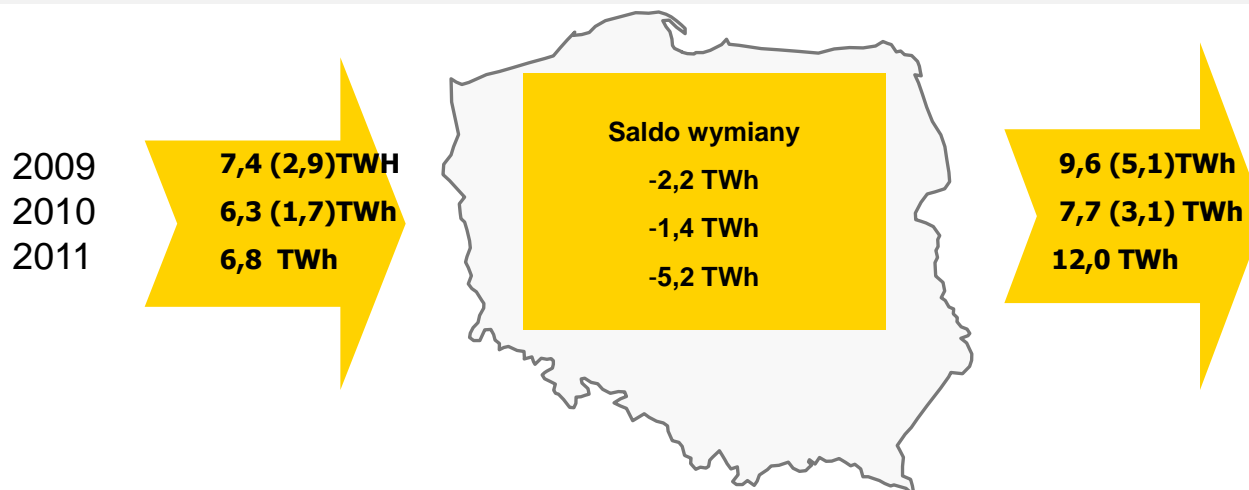 2009
2010
2011
7,4 (2,9)TWH
6,3 (1,7)TWh
6,8 TWh
Saldo wymiany
-2,2 TWh
-1,4 TWh
-5,2 TWh
9,6 (5,1)TWh
7,7 (3,1) TWh
12,0 TWh